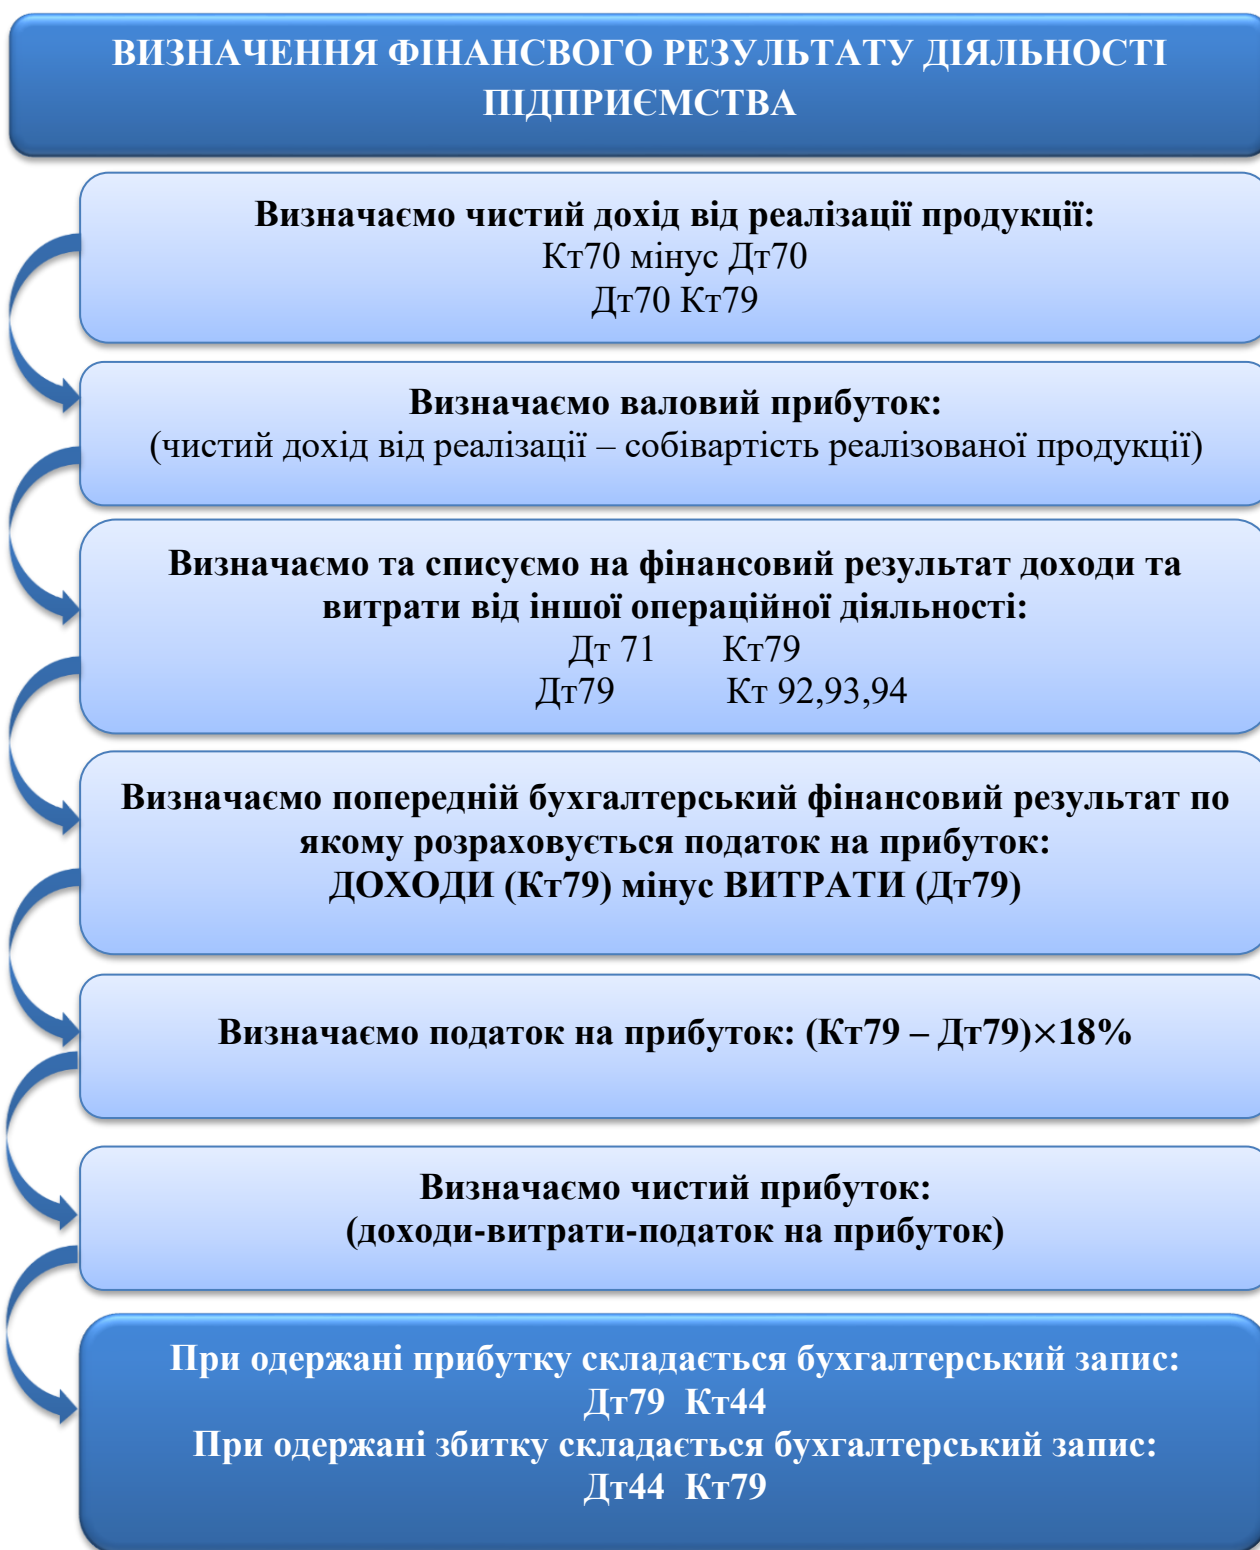 ВИЗНАЧЕННЯ ФІНАНСВОГО РЕЗУЛЬТАТУ ДІЯЛЬНОСТІ
ПІДПРИЄМСТВА
Визначаємо чистий дохід від реалізації продукції:
Кт70 мінус Дт70
Дт70 Кт79
Визначаємо валовий прибуток:
(чистий дохід від реалізації – собівартість реалізованої продукції)
Визначаємо та списуємо на фінансовий результат доходи та
витрати від іншої операційної діяльності:
Дт 71 Кт79
Дт79 Кт 92,93,94
Визначаємо попередній бухгалтерський фінансовий результат по
якому розраховується податок на прибуток:
ДОХОДИ (Кт79) мінус ВИТРАТИ (Дт79)
Визначаємо податок на прибуток: (Кт79 – Дт79)×18%
Визначаємо чистий прибуток:
(доходи-витрати-податок на прибуток)
При одержані прибутку складається бухгалтерський запис:
Дт79 Кт44
При одержані збитку складається бухгалтерський запис:
Дт44 Кт79